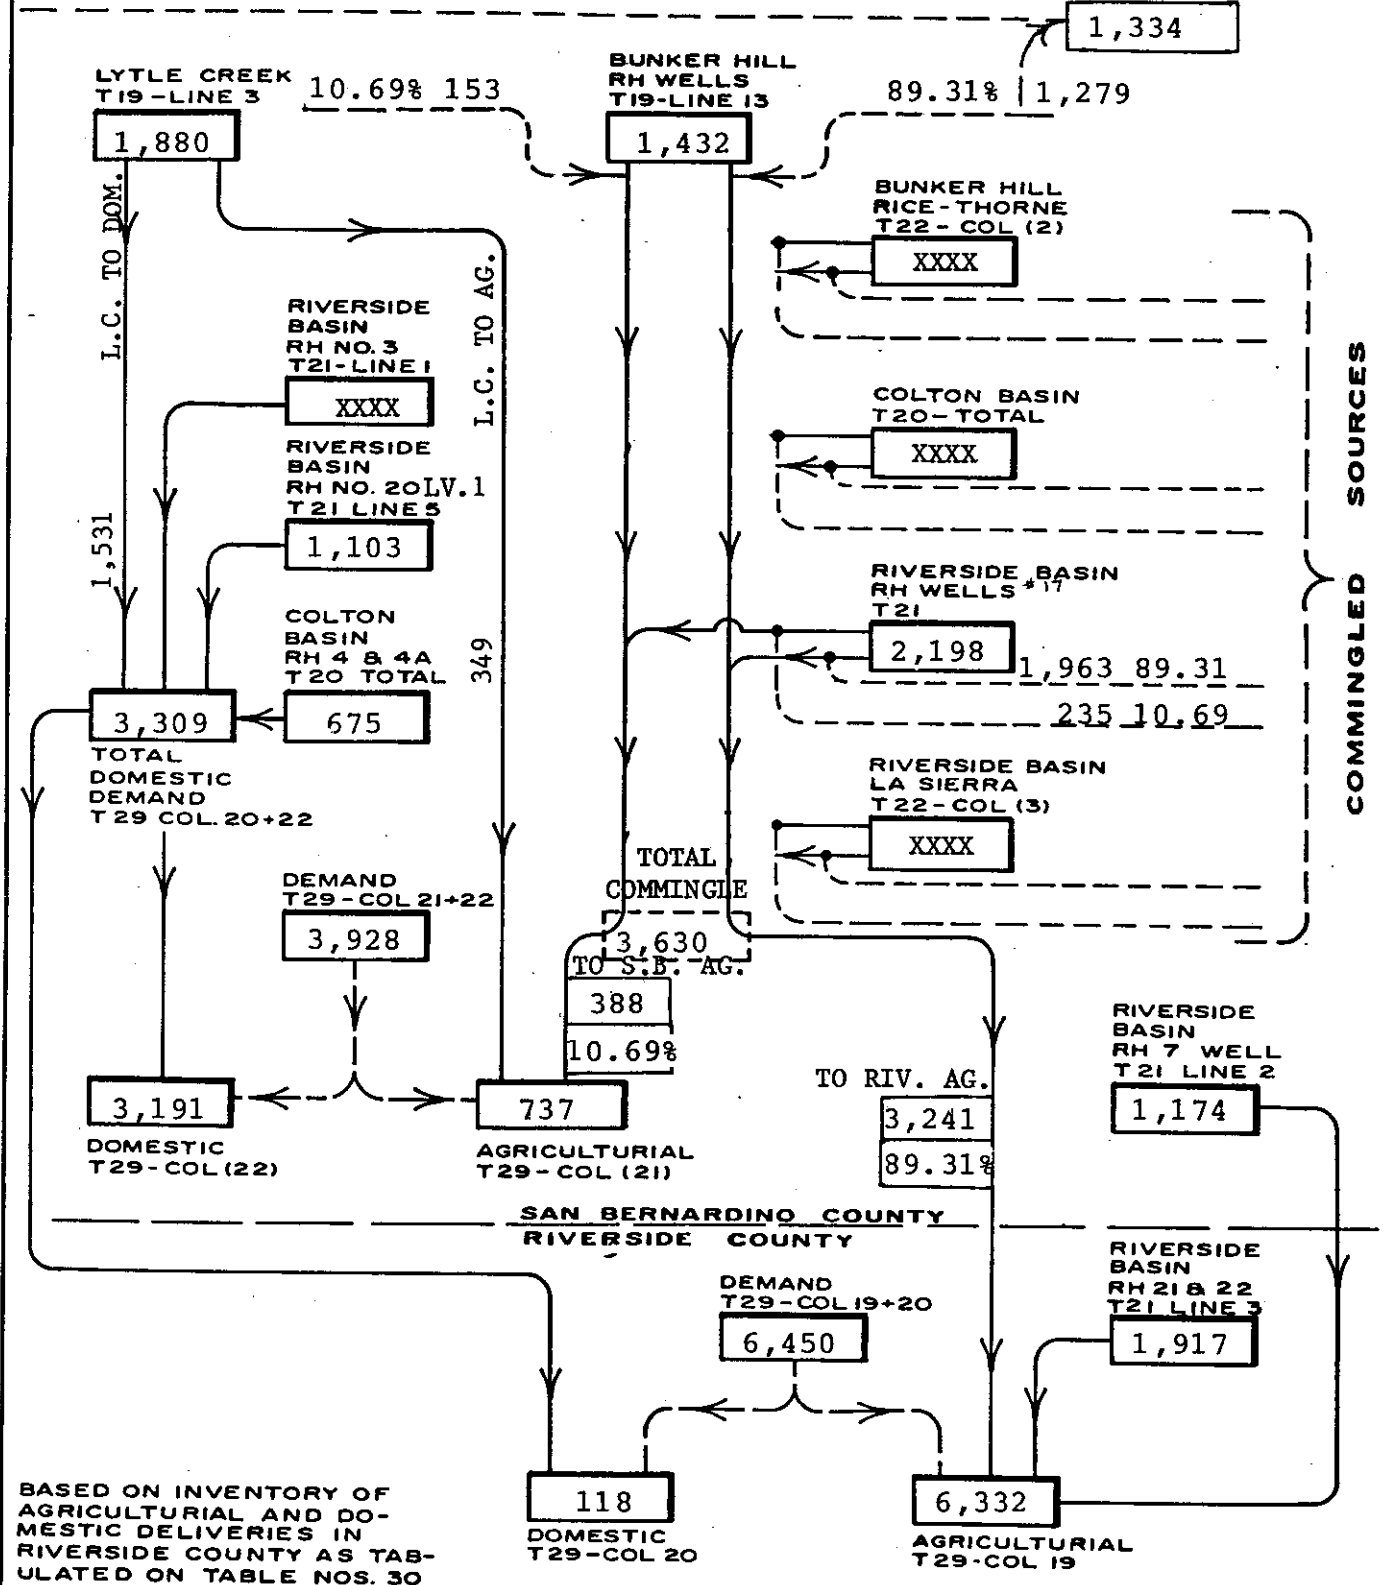 1,334
LYTLE CREEK
T19-LINE 3
1,880
10.69% 153
BUNKER HILL
RH WELLS
T19-LINE 13
1,432
89.31% 1,279
L.C. TO DOM.
L.C. TO AG.
BUNKER HILL
RICE-THORNE
T22-COL (2)
XXXX
RIVERSIDE
BASIN
RH NO. 3
T21-LINE 1
XXXX
COLTON BASIN
T20-TOTAL
XXXX
COMMINGLED SOURCES
RIVERSIDE
BASIN
RH NO. 20 LV.1
T21 LINE 5
1,103
1,531
RIVERSIDE BASIN
RH WELLS #17
T21
2,198
1,963 89.31
235 10.69
COLTON
BASIN
RH 4 & 4A
T20 TOTAL
675
349
3,309
TOTAL
DOMESTIC
DEMAND
T29 COL. 20+22
RIVERSIDE BASIN
LA SIERRA
T22-COL (3)
XXXX
TOTAL
COMMINGLE
3,630
DEMAND
T29-COL 21+22
3,928
TO S.B. AG.
388
10.69%
RIVERSIDE
BASIN
RH 7 WELL
T21 LINE 2
1,174
TO RIV. AG.
3,241
89.31%
3,191
DOMESTIC
T29-COL (22)
737
AGRICULTURIAL
T29-COL (21)
SAN BERNARDINO COUNTY
RIVERSIDE COUNTY
RIVERSIDE
BASIN
RH 21 & 22
T21 LINE 3
1,917
DEMAND
T29-COL 19+20
6,450
118
DOMESTIC
T29-COL 20
6,332
AGRICULTURIAL
T29-COL 19
BASED ON INVENTORY OF
AGRICULTURIAL AND DO-
MESTIC DELIVERIES IN
RIVERSIDE COUNTY AS TAB-
ULATED ON TABLE NOS. 30